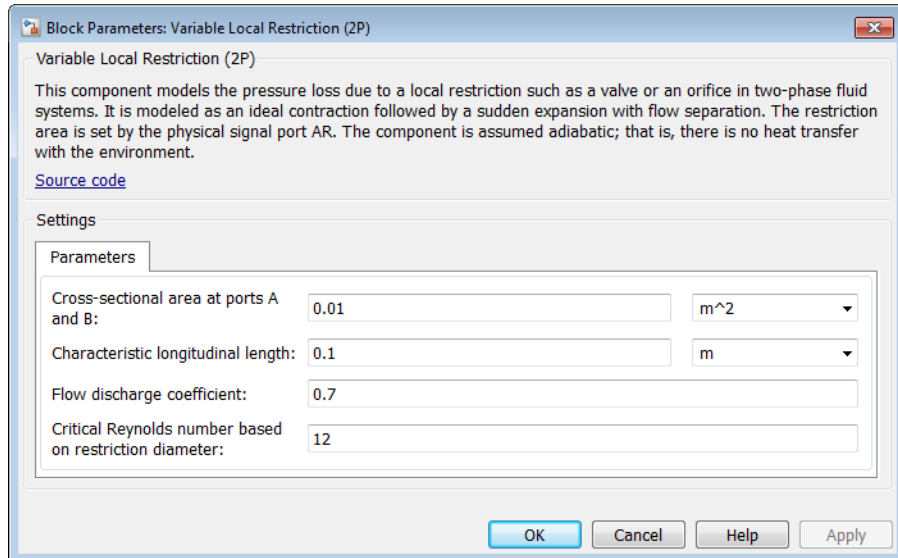 Block Parameters: Variable Local Restriction (2P)
Variable Local Restriction (2P)
This component models the pressure loss due to a local restriction such as a valve or an orifice in two-phase fluid
systems. It is modeled as an ideal contraction followed by a sudden expansion with flow separation. The restriction
area is set by the physical signal port AR. The component is assumed adiabatic; that is, there is no heat transfer
with the environment.
Source code
Settings
Parameters
Cross-sectional area at ports A
and B:
0.01
m^2
Characteristic longitudinal length:
0.1
m
Flow discharge coefficient:
0.7
Critical Reynolds number based
on restriction diameter:
12
OK
Cancel
Help
Apply